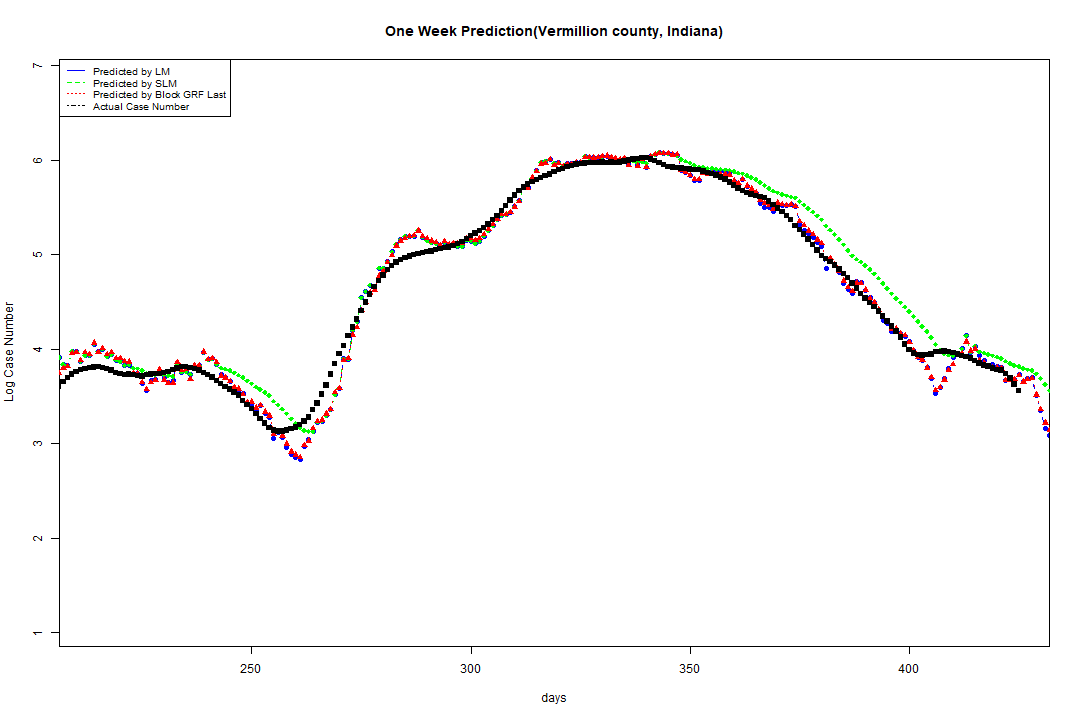 One Week Prediction(Vermillion county, Indiana)
Predicted by LM
Predicted by SLM
Predicted by Block GRF Last
Actual Case Number
Log Case Number
7
6
5
4
3
2
1
250 300 350 400
days